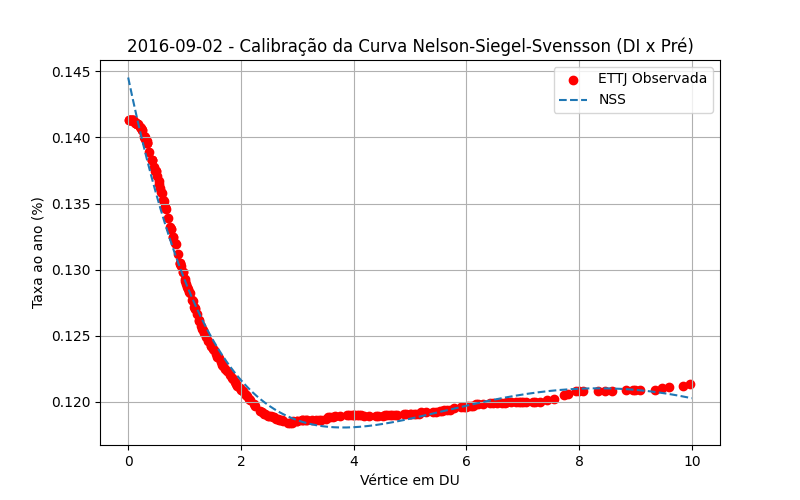 2016-09-02 - Calibração da Curva Nelson-Siegel-Svensson (DI x Pré)
ETTJ Observada
NSS
Taxa ao ano (%)
0.145
0.140
0.135
0.130
0.125
0.120
0 2 4 6 8 10
Vértice em DU